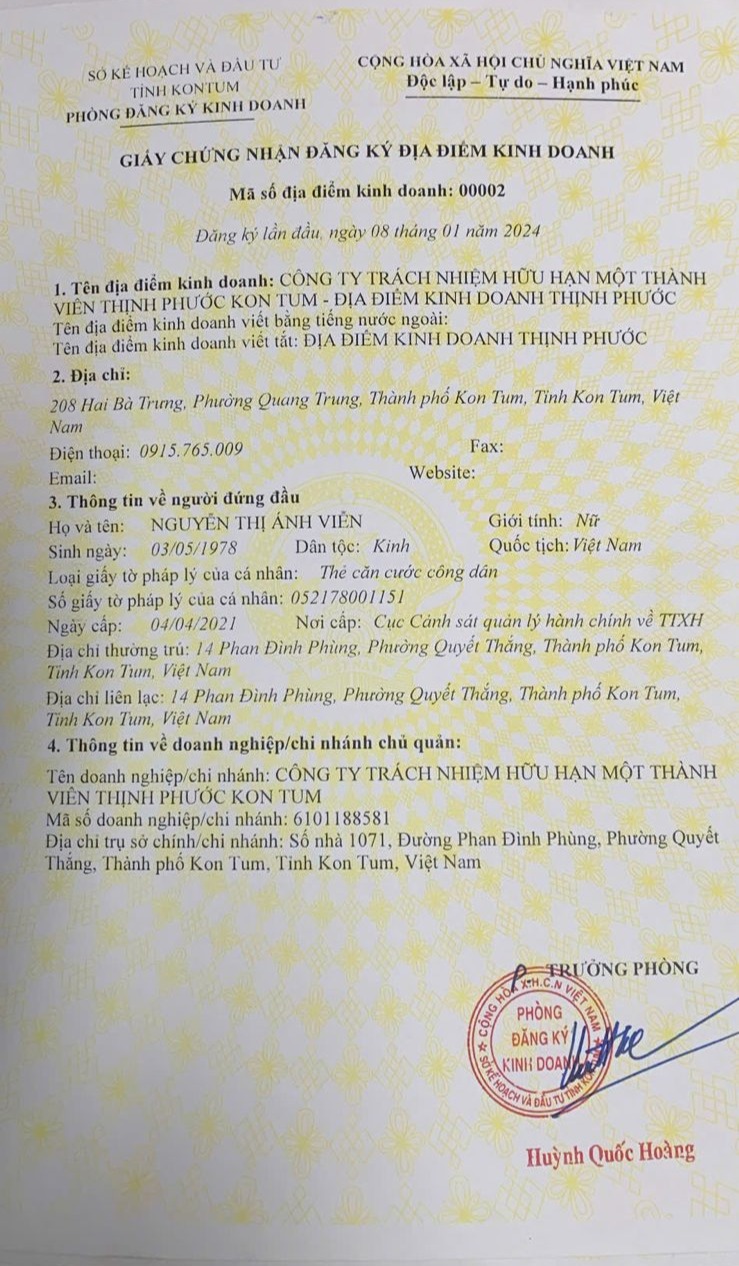 SỞ KẾ HOẠCH VÀ ĐẦU TƯ
TỈNH KONTUM
PHÒNG ĐĂNG KÝ KINH DOANH
CỘNG HÒA XÃ HỘI CHỦ NGHĨA VIỆT NAM
Độc lập – Tự do – Hạnh phúc
GIẤY CHỨNG NHẬN ĐĂNG KÝ ĐỊA ĐIỂM KINH DOANH
Mã số địa điểm kinh doanh: 00002
Đăng ký lần đầu, ngày 08 tháng 01 năm 2024
1. Tên địa điểm kinh doanh: CÔNG TY TRÁCH NHIỆM HỮU HẠN MỘT THÀNH
VIÊN THỊNH PHƯỚC KON TUM - ĐỊA ĐIỂM KINH DOANH THỊNH PHƯỚC
Tên địa điểm kinh doanh viết bằng tiếng nước ngoài:
Tên địa điểm kinh doanh viết tắt: ĐỊA ĐIỂM KINH DOANH THỊNH PHƯỚC
2. Địa chỉ:
208 Hai Bà Trưng, Phường Quang Trung, Thành phố Kon Tum, Tỉnh Kon Tum, Việt
Nam
Điện thoại: 0915.765.009 Fax:
Email: Website:
3. Thông tin về người đứng đầu
Họ và tên: NGUYỄN THỊ ÁNH VIÊN Giới tính: Nữ
Sinh ngày: 03/05/1978 Dân tộc: Kinh Quốc tịch: Việt Nam
Loại giấy tờ pháp lý của cá nhân: Thẻ căn cước công dân
Số giấy tờ pháp lý của cá nhân: 052178001151
Ngày cấp: 04/04/2021 Nơi cấp: Cục Cảnh sát quản lý hành chính về TTXH
Địa chỉ thường trú: 14 Phan Đình Phùng, Phường Quyết Thắng, Thành phố Kon Tum,
Tỉnh Kon Tum, Việt Nam
Địa chỉ liên lạc: 14 Phan Đình Phùng, Phường Quyết Thắng, Thành phố Kon Tum,
Tỉnh Kon Tum, Việt Nam
4. Thông tin về doanh nghiệp/chi nhánh chủ quản:
Tên doanh nghiệp/chi nhánh: CÔNG TY TRÁCH NHIỆM HỮU HẠN MỘT THÀNH
VIÊN THỊNH PHƯỚC KON TUM
Mã số doanh nghiệp/chi nhánh: 6101188581
Địa chỉ trụ sở chính/chi nhánh: Số nhà 1071, Đường Phan Đình Phùng, Phường Quyết
Thắng, Thành phố Kon Tum, Tỉnh Kon Tum, Việt Nam
P. TRƯỞNG PHÒNG
CỘNG HÒA X.H.C.N VIỆT NAM
PHÒNG
ĐĂNG KÝ
KINH DOANH
SỞ KẾ HOẠCH VÀ ĐẦU TƯ TỈNH KON TUM
Huỳnh Quốc Hoàng